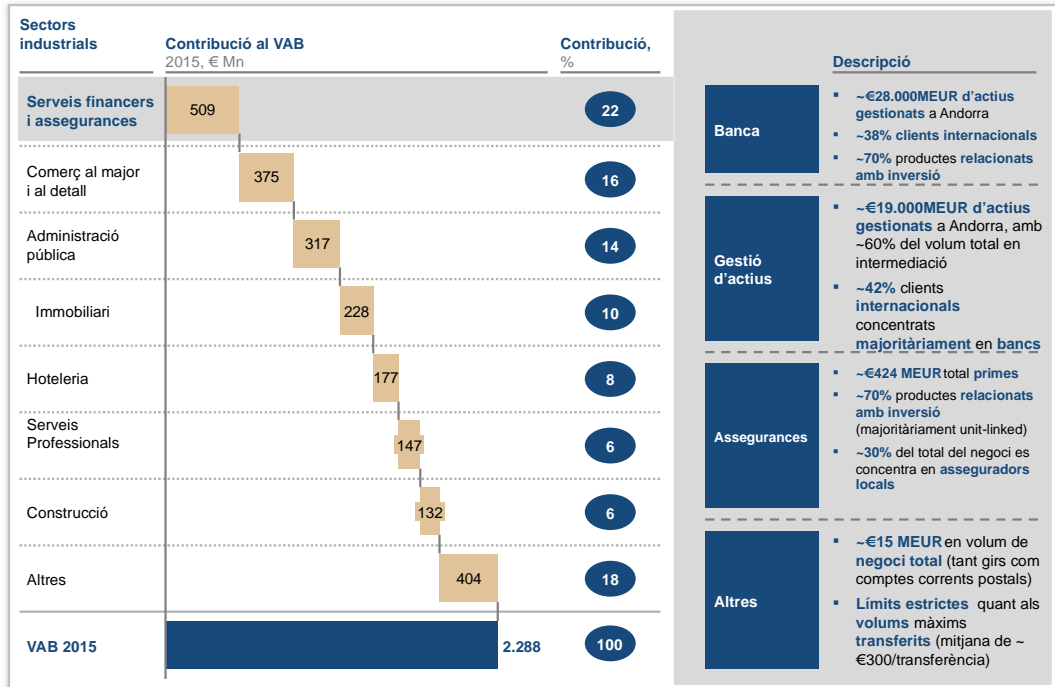 Sectors
industrials
Contribució al VAB
2015, € Mn
Contribució,
%
Serveis financers
i assegurances
509
22
Comerç al major
i al detall
375
16
Administració
pública
317
14
Immobiliari
228
10
Hoteleria
177
8
Serveis
Professionals
147
6
Construcció
132
6
Altres
404
18
VAB 2015
2.288
100
Descripció
Banca
▪ ~€28.000MEUR d’actius
gestionats a Andorra
▪ ~38% clients internacionals
▪ ~70% productes relacionats
amb inversió
Gestió
d’actius
▪ ~€19.000MEUR d’actius
gestionats a Andorra, amb
~60% del volum total en
intermediació
▪ ~42% clients
internacionals
concentrats
majoritàriament en bancs
Assegurances
▪ ~€424 MEUR total primes
▪ ~70% productes relacionats
amb inversió
(majoritàriament unit-linked)
▪ ~30% del total del negoci es
concentra en asseguradors
locals
Altres
▪ ~€15 MEUR en volum de
negoci total (tant girs com
comptes corrents postals)
▪ Límits estrictes quant als
volums màxims
transferits (mitjana de ~
€300/transferència)